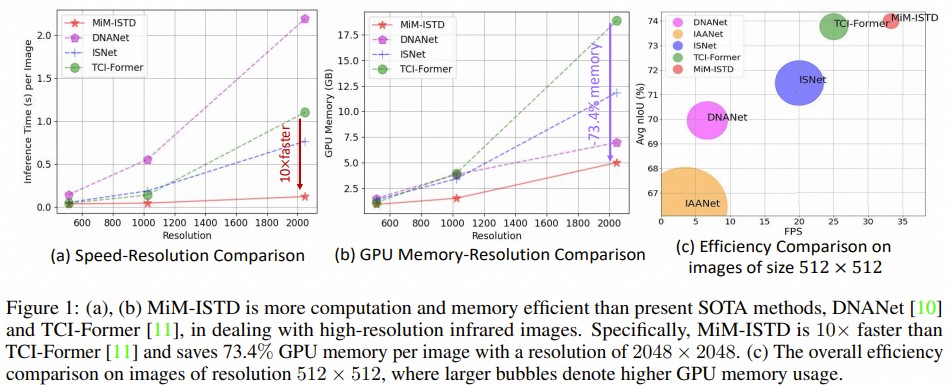 MiM-ISTD
DNANet
ISNet
TCI-Former
10×faster
Inference Time (s) per Image
2.0
1.5
1.0
0.5
0.0
600 800 1000 1200 1400 1600 1800 2000
Resolution
(a) Speed-Resolution Comparison
MiM-ISTD
DNANet
ISNet
TCI-Former
-73.4% memory
GPU Memory (GB)
17.5
15.0
12.5
10.0
7.5
5.0
2.5
600 800 1000 1200 1400 1600 1800 2000
Resolution
(b) GPU Memory-Resolution Comparison
DNANet
IAANet
ISNet
TCI-Former
MiM-ISTD
TCI-Former
MiM-ISTD
ISNet
DNANet
IAANet
Avg nIoU (%)
74
73
72
71
70
69
68
67
0 5 10 15 20 25 30 35
FPS
(c) Efficiency Comparison on
images of size 512 × 512
Figure 1: (a), (b) MiM-ISTD is more computation and memory efficient than present SOTA methods, DNANet [10]
and TCI-Former [11], in dealing with high-resolution infrared images. Specifically, MiM-ISTD is 10× faster than
TCI-Former [11] and saves 73.4% GPU memory per image with a resolution of 2048 × 2048. (c) The overall efficiency
comparison on images of resolution 512 × 512, where larger bubbles denote higher GPU memory usage.